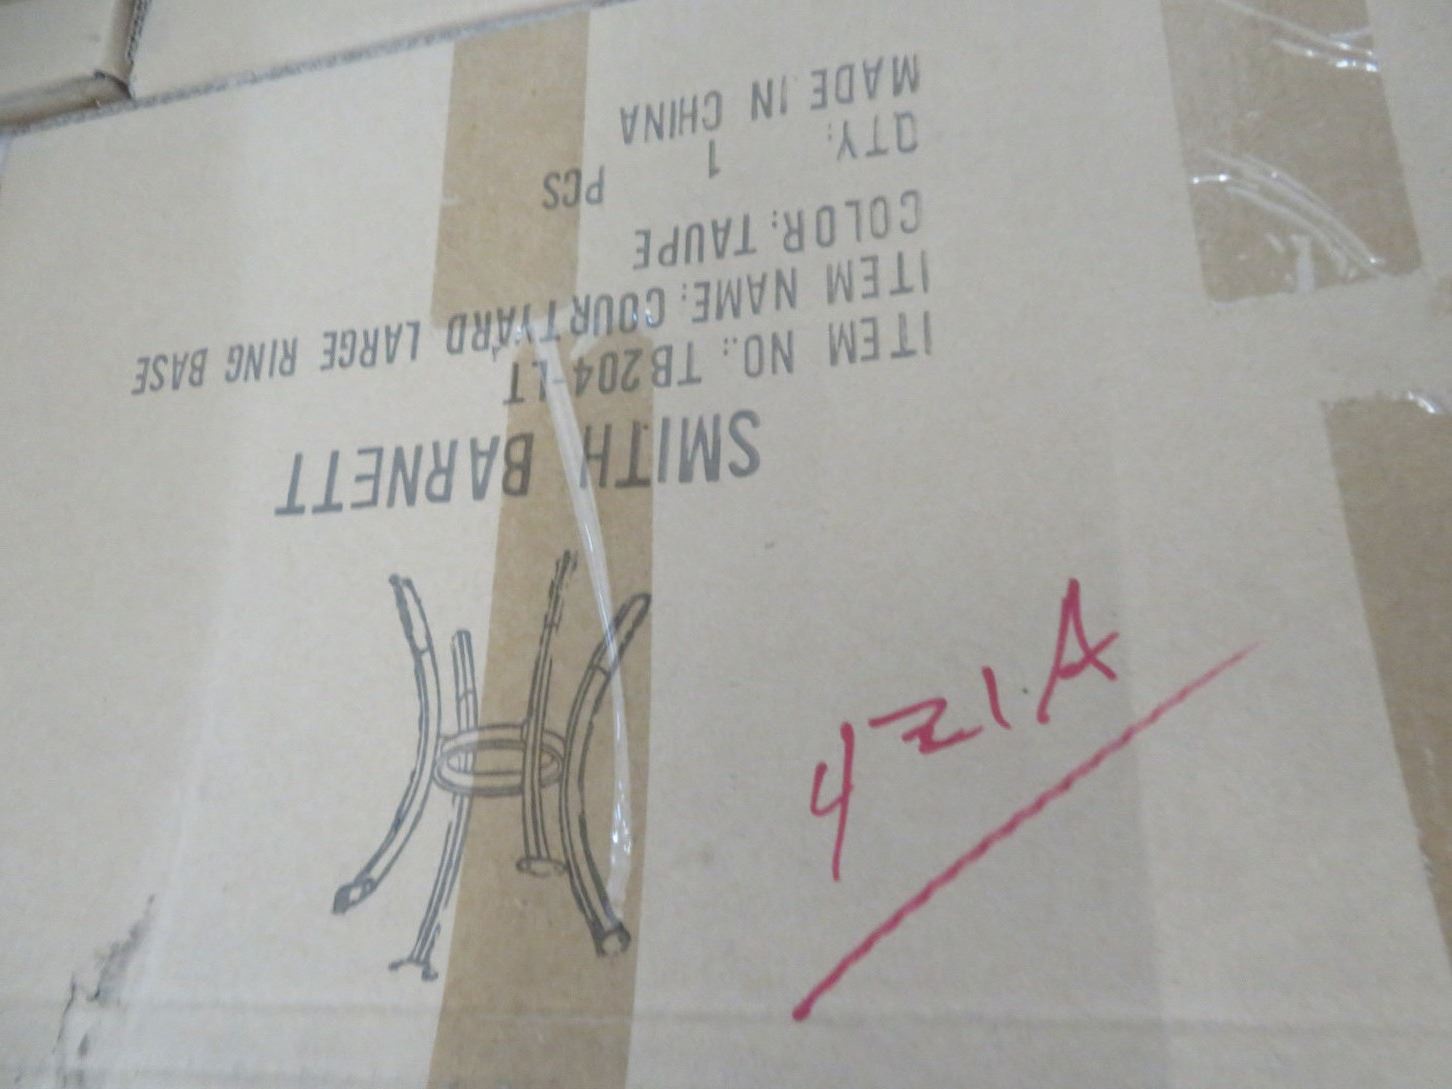 SMITH BARNETT
ITEM NO.: TB204-LT
ITEM NAME: COURTYARD LARGE RING BASE
COLOR: TAUPE
QTY: 1 PCS
MADE IN CHINA
421A